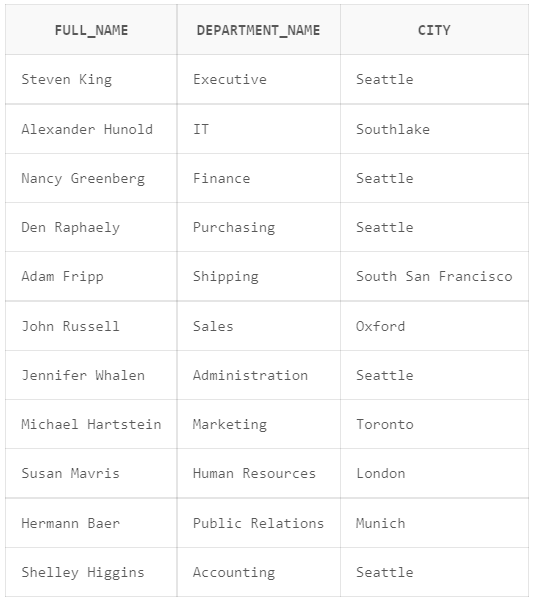 FULL_NAME DEPARTMENT_NAME CITY
Steven King Executive Seattle
Alexander Hunold IT Southlake
Nancy Greenberg Finance Seattle
Den Raphaely Purchasing Seattle
Adam Fripp Shipping South San Francisco
John Russell Sales Oxford
Jennifer Whalen Administration Seattle
Michael Hartstein Marketing Toronto
Susan Mavris Human Resources London
Hermann Baer Public Relations Munich
Shelley Higgins Accounting Seattle